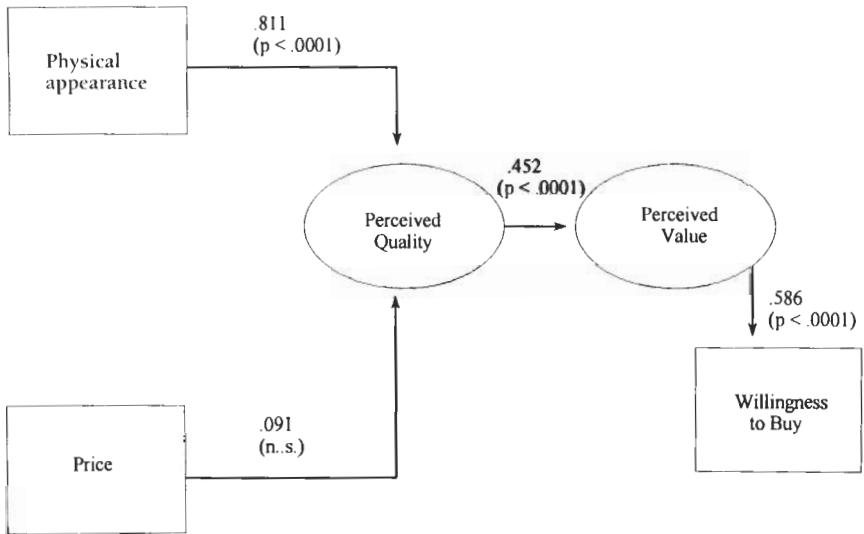 .811
(p < .0001)
Physical
appearance
.452
(p < .0001)
Perceived
Quality
Perceived
Value
.586
(p < .0001)
Willingness
to Buy
.091
(n..s.)
Price